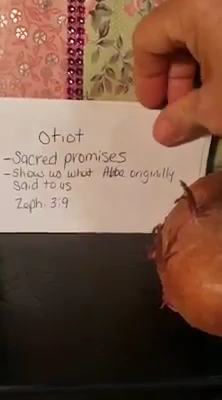 Otiot
- Sacred promises
- Show us what Abba originally
said to us
Zeph. 3:9